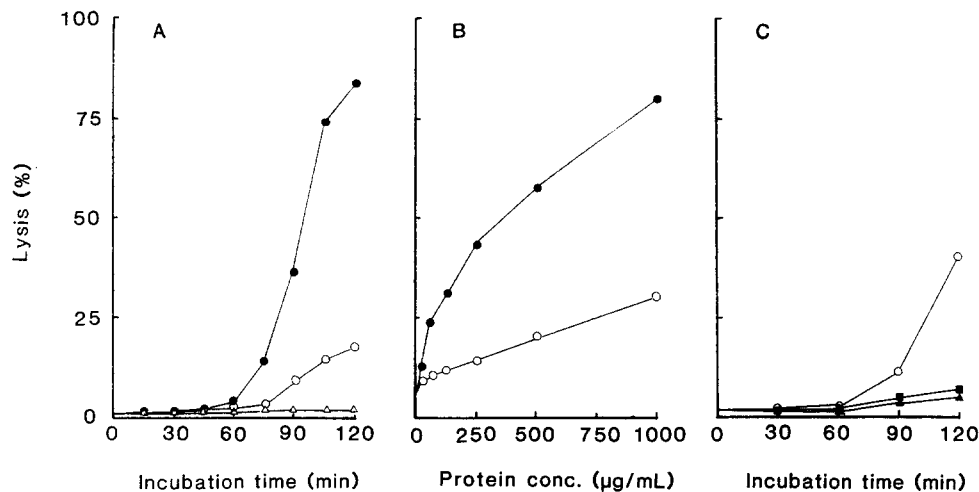 A
B
C
Lysis (%)
100
75
50
25
0
0 30 60 90 120
0 250 500 750 1000
0 30 60 90 120
Incubation time (min)
Protein conc. (µg/mL)
Incubation time (min)